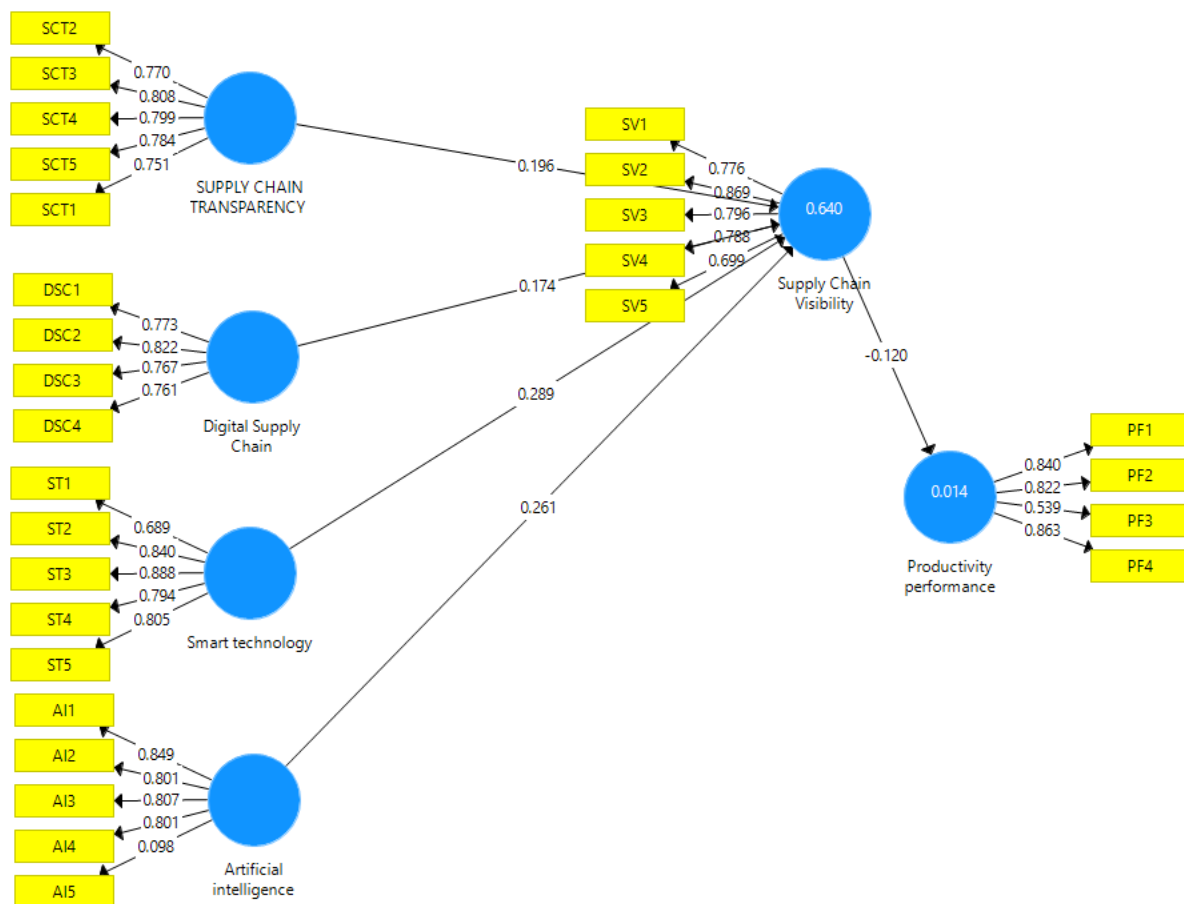 SCT2
SCT3
SCT4
SCT5
SCT1
0.770
0.808
0.799
0.784
0.751
SUPPLY CHAIN
TRANSPARENCY
DSC1
DSC2
DSC3
DSC4
0.773
0.822
0.767
0.761
Digital Supply
Chain
ST1
ST2
ST3
ST4
ST5
0.689
0.840
0.888
0.794
0.805
Smart technology
AI1
AI2
AI3
AI4
AI5
0.849
0.801
0.807
0.801
0.098
Artificial
intelligence
0.196
0.174
0.289
0.261
SV1
SV2
SV3
SV4
SV5
0.776
0.869
0.796
0.788
0.699
0.640
Supply Chain
Visibility
-0.120
0.014
Productivity
performance
0.840
0.822
0.539
0.863
PF1
PF2
PF3
PF4